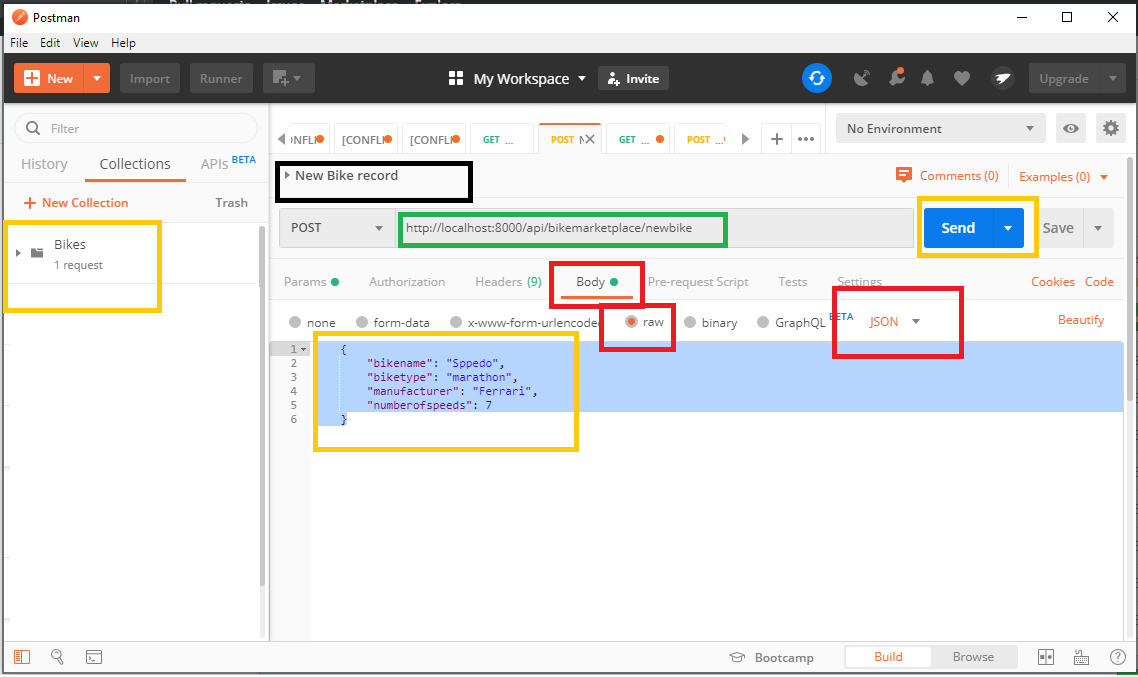 Postman
File Edit View Help
New Import Runner My Workspace Invite Upgrade
Filter
History Collections APIs BETA
New Collection Trash
Bikes
1 request
[CONFLI [CONFLI GET ... POST N GET ... POST ...
No Environment
New Bike record
Comments (0) Examples (0)
POST http://localhost:8000/api/bikemarketplace/newbike Send Save
Params Authorization Headers (9) Body Pre-request Script Tests Settings Cookies Code
none form-data x-www-form-urlencoded raw binary GraphQL BETA JSON Beautify
1 {
2 "bikename": "Sppedo",
3 "biketype": "marathon",
4 "manufacturer": "Ferrari",
5 "numberofspeeds": 7
6 }
Bootcamp Build Browse